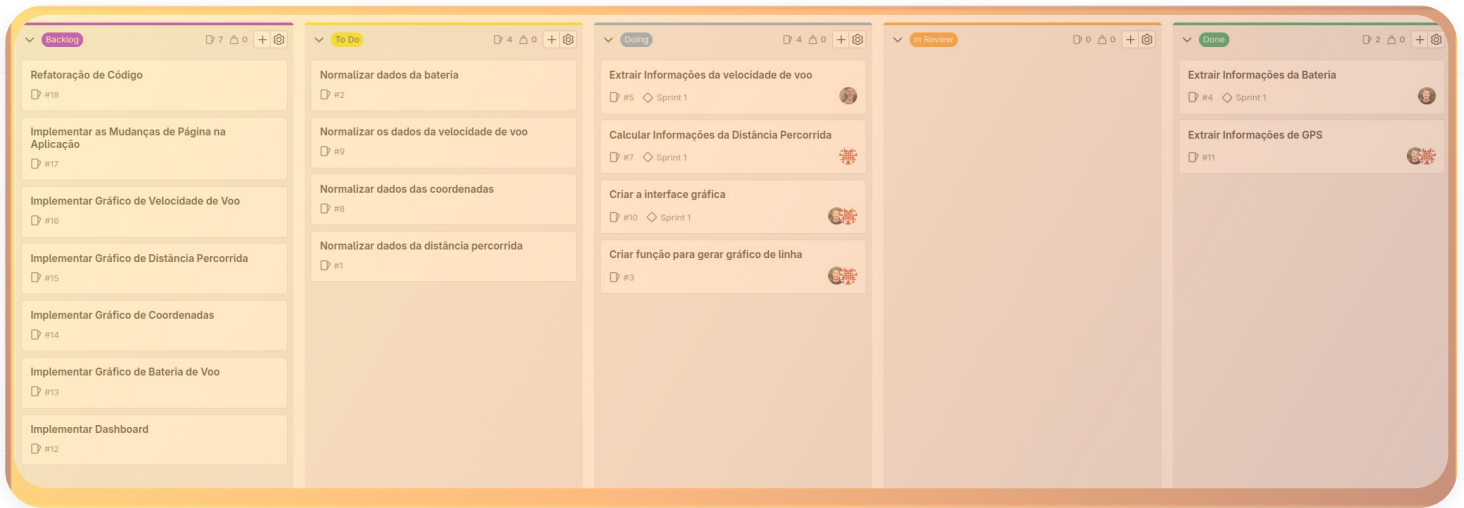 Backlog 7 0
Refatoração de Código
#18
Implementar as Mudanças de Página na
Aplicação
#17
Implementar Gráfico de Velocidade de Voo
#16
Implementar Gráfico de Distância Percorrida
#15
Implementar Gráfico de Coordenadas
#14
Implementar Gráfico de Bateria de Voo
#13
Implementar Dashboard
#12
To Do 4 0
Normalizar dados da bateria
#2
Normalizar os dados da velocidade de voo
#9
Normalizar dados das coordenadas
#8
Normalizar dados da distância percorrida
#1
Doing 4 0
Extrair Informações da velocidade de voo
#5 Sprint 1
Calcular Informações da Distância Percorrida
#7 Sprint 1
Criar a interface gráfica
#10 Sprint 1
Criar função para gerar gráfico de linha
#3
In Review 0 0
Done 2 0
Extrair Informações da Bateria
#4 Sprint 1
Extrair Informações de GPS
#11